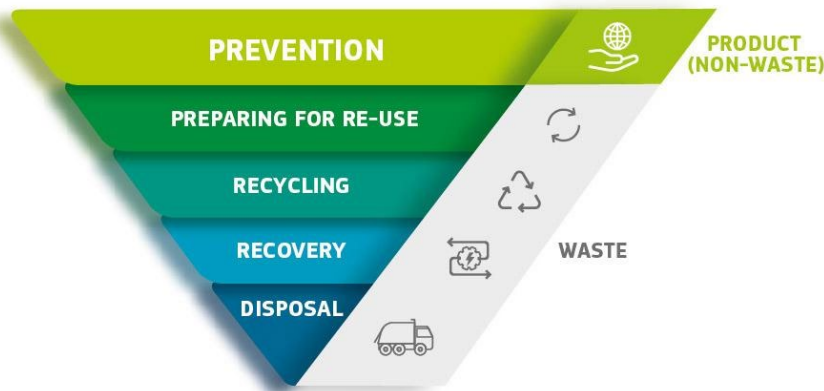 PREVENTION
PRODUCT
(NON-WASTE)
PREPARING FOR RE-USE
RECYCLING
RECOVERY
WASTE
DISPOSAL